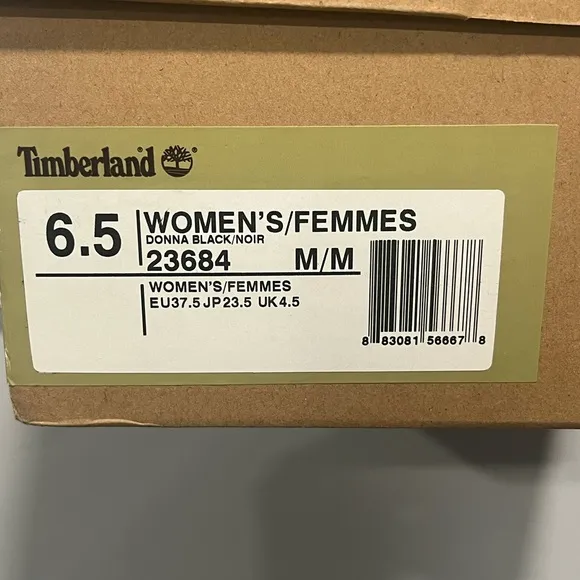 Timberland®
6.5
WOMEN'S/FEMMES
DONNA BLACK/NOIR
23684 M/M
WOMEN'S/FEMMES
EU37.5 JP23.5 UK4.5
8 83081 56667 8